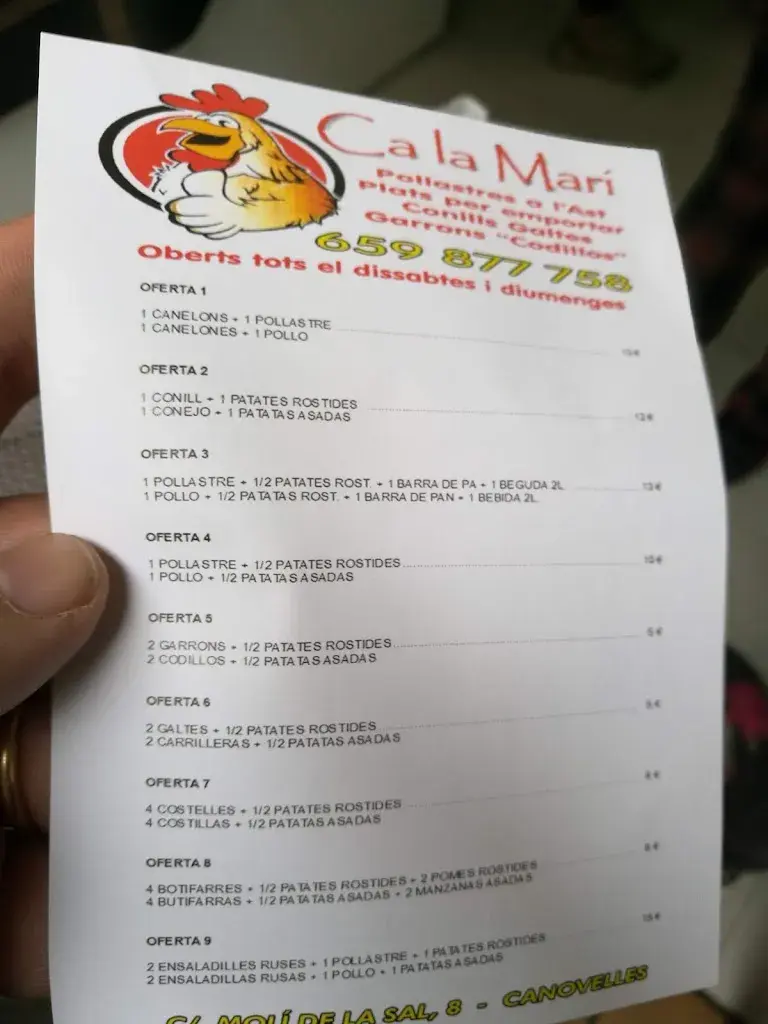 Ca la Marí
Pollastres a l'Ast
Plats per emportar
Conills Galtes
Garrons "Codillos"
659 877 758
Oberts tots el dissabtes i diumenges
OFERTA 1
1 CANELONS + 1 POLLASTRE
1 CANELONES + 1 POLLO
OFERTA 2
1 CONILL + 1 PATATES ROSTIDES
1 CONEJO + 1 PATATAS ASADAS
OFERTA 3
1 POLLASTRE + 1/2 PATATES ROST. + 1 BARRA DE PA + 1 BEGUDA 2L
1 POLLO + 1/2 PATATAS ROST. + 1 BARRA DE PAN + 1 BEBIDA 2L
OFERTA 4
1 POLLASTRE + 1/2 PATATES ROSTIDES
1 POLLO + 1/2 PATATAS ASADAS
OFERTA 5
2 GARRONS + 1/2 PATATES ROSTIDES
2 CODILLOS + 1/2 PATATAS ASADAS
OFERTA 6
2 GALTES + 1/2 PATATES ROSTIDES
2 CARRILLERAS + 1/2 PATATAS ASADAS
OFERTA 7
4 COSTELLES + 1/2 PATATES ROSTIDES
4 COSTILLAS + 1/2 PATATAS ASADAS
OFERTA 8
4 BOTIFARRES + 1/2 PATATES ROSTIDES + 2 POMES ROSTIDES
4 BUTIFARRAS + 1/2 PATATAS ASADAS + 2 MANZANAS ASADAS
OFERTA 9
2 ENSALADILLES RUSES + 1 POLLASTRE + 1 PATATES ROSTIDES
2 ENSALADILLAS RUSAS + 1 POLLO + 1 PATATAS ASADAS
C/. MOLÍ DE LA SAL, 8 - CANOVELLES